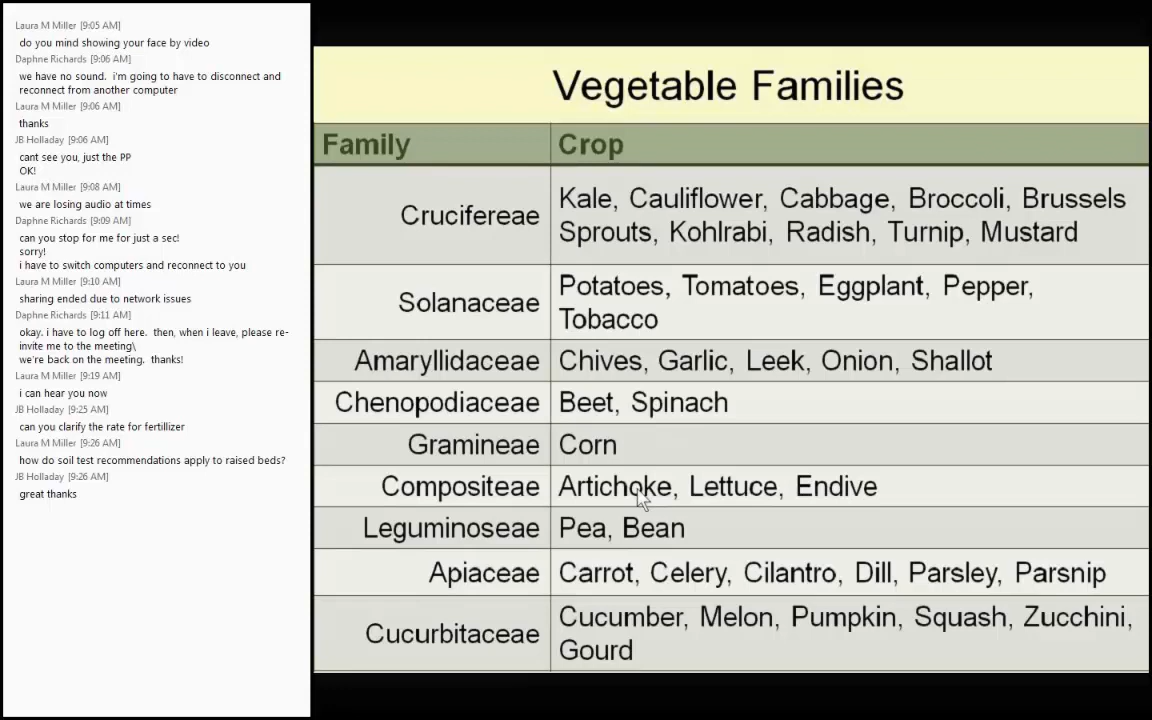 Laura M Miller [9:05 AM]
do you mind showing your face by video
Daphne Richards [9:06 AM]
we have no sound. i'm going to have to disconnect and
reconnect from another computer
Laura M Miller [9:06 AM]
thanks
JB Holladay [9:06 AM]
cant see you, just the PP
OK!
Laura M Miller [9:08 AM]
we are losing audio at times
Daphne Richards [9:09 AM]
can you stop for me for just a sec!
sorry!
i have to switch computers and reconnect to you
Laura M Miller [9:10 AM]
sharing ended due to network issues
Daphne Richards [9:11 AM]
okay. i have to log off here. then, when i leave, please re-
invite me to the meeting\
we're back on the meeting. thanks!
Laura M Miller [9:19 AM]
i can hear you now
JB Holladay [9:25 AM]
can you clarify the rate for fertillizer
Laura M Miller [9:26 AM]
how do soil test recommendations apply to raised beds?
JB Holladay [9:26 AM]
great thanks
Vegetable Families
Family Crop
Crucifereae Kale, Cauliflower, Cabbage, Broccoli, Brussels
Sprouts, Kohlrabi, Radish, Turnip, Mustard
Solanaceae Potatoes, Tomatoes, Eggplant, Pepper,
Tobacco
Amaryllidaceae Chives, Garlic, Leek, Onion, Shallot
Chenopodiaceae Beet, Spinach
Gramineae Corn
Compositeae Artichoke, Lettuce, Endive
Leguminoseae Pea, Bean
Apiaceae Carrot, Celery, Cilantro, Dill, Parsley, Parsnip
Cucurbitaceae Cucumber, Melon, Pumpkin, Squash, Zucchini,
Gourd